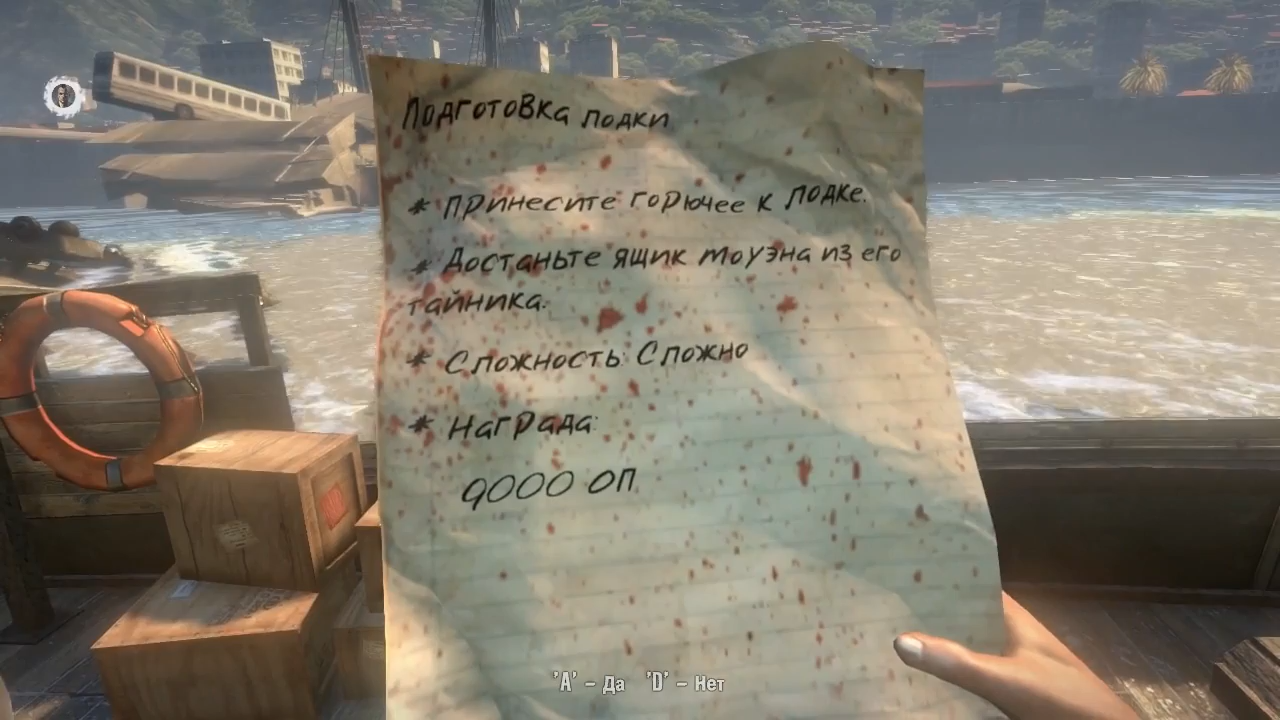 Подготовка лодки
* Принесите горючее к лодке.
* Достаньте ящик Моуэна из его
тайника.
* Сложность: Сложно
* Награда:
9000 ОП
'A' - Да 'D' - Нет